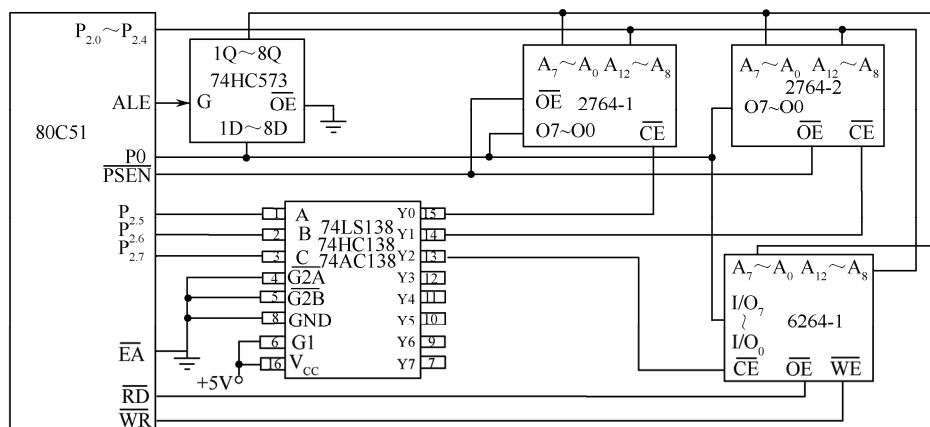 80C51
P2.0～P2.4
ALE
P0
PSEN
P2.5
P2.6
P2.7
EA
RD
WR
1Q～8Q
74HC573
G
OE
1D～8D
A7～A0 A12～A8
OE
2764-1
O7~O0
CE
A7～A0 A12～A8
2764-2
O7~O0
OE
CE
1 A
2 B
3 C
4 G2A
5 G2B
8 GND
6 G1
16 VCC
+5V
74LS138
74HC138
74AC138
Y0 15
Y1 14
Y2 13
Y3 12
Y4 11
Y5 10
Y6 9
Y7 7
A7～A0 A12～A8
I/O7
～
I/O0
6264-1
CE
OE
WE